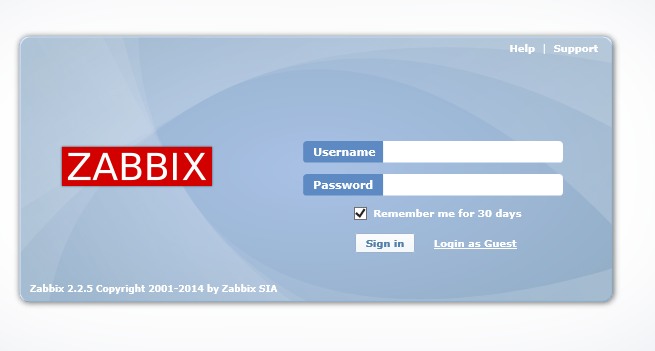 Help | Support
ZABBIX
Username
Password
Remember me for 30 days
Sign in Login as Guest
Zabbix 2.2.5 Copyright 2001-2014 by Zabbix SIA